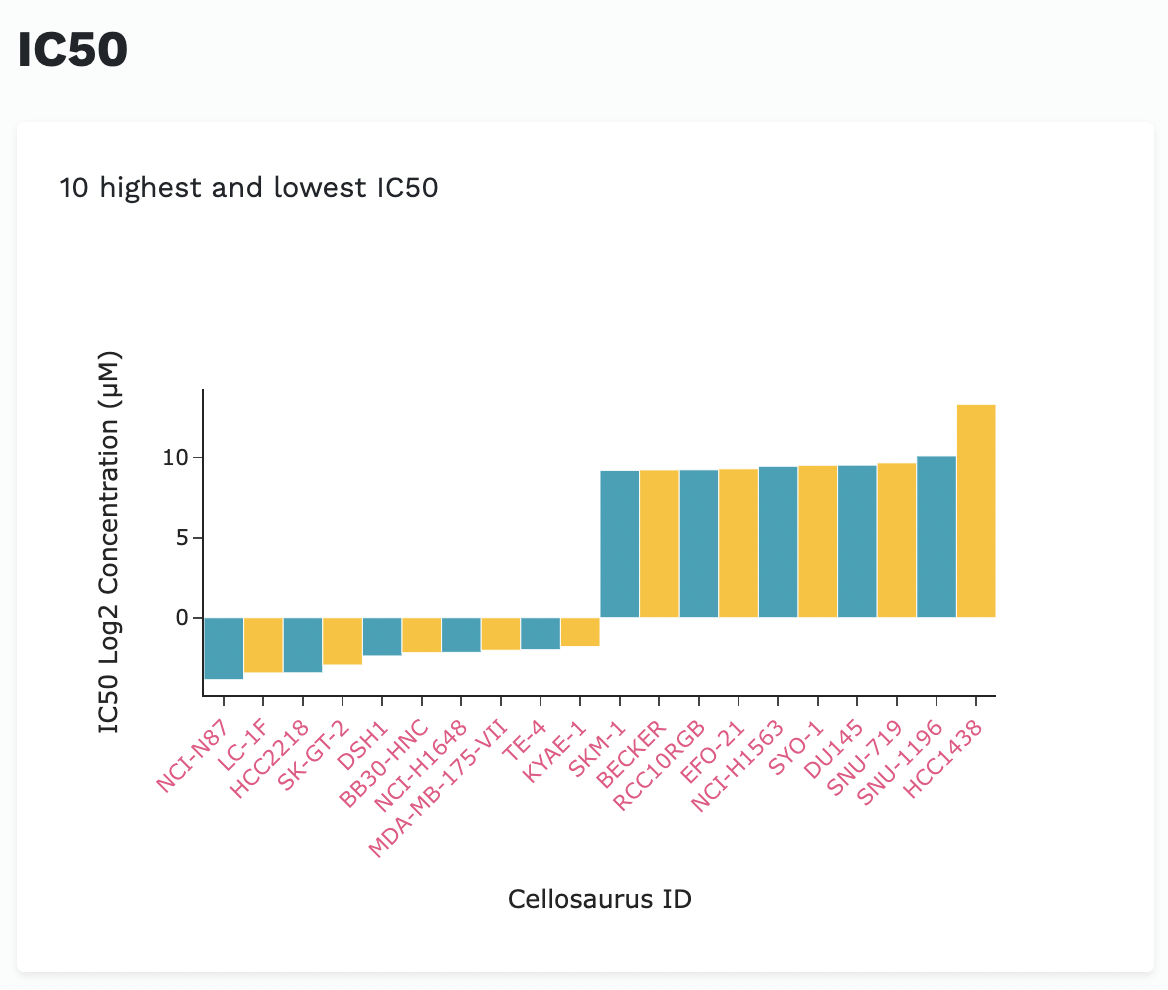 IC50
10 highest and lowest IC50
IC50 Log2 Concentration (μM)
10
5
0
NCI-N87
LC-1F
HCC2218
SK-GT-2
DSH1
BB30-HNC
NCI-H1648
MDA-MB-175-VII
TE-4
KYAE-1
SKM-1
BECKER
RCC10RGB
EFO-21
NCI-H1563
SYO-1
DU145
SNU-719
SNU-1196
HCC1438
Cellosaurus ID